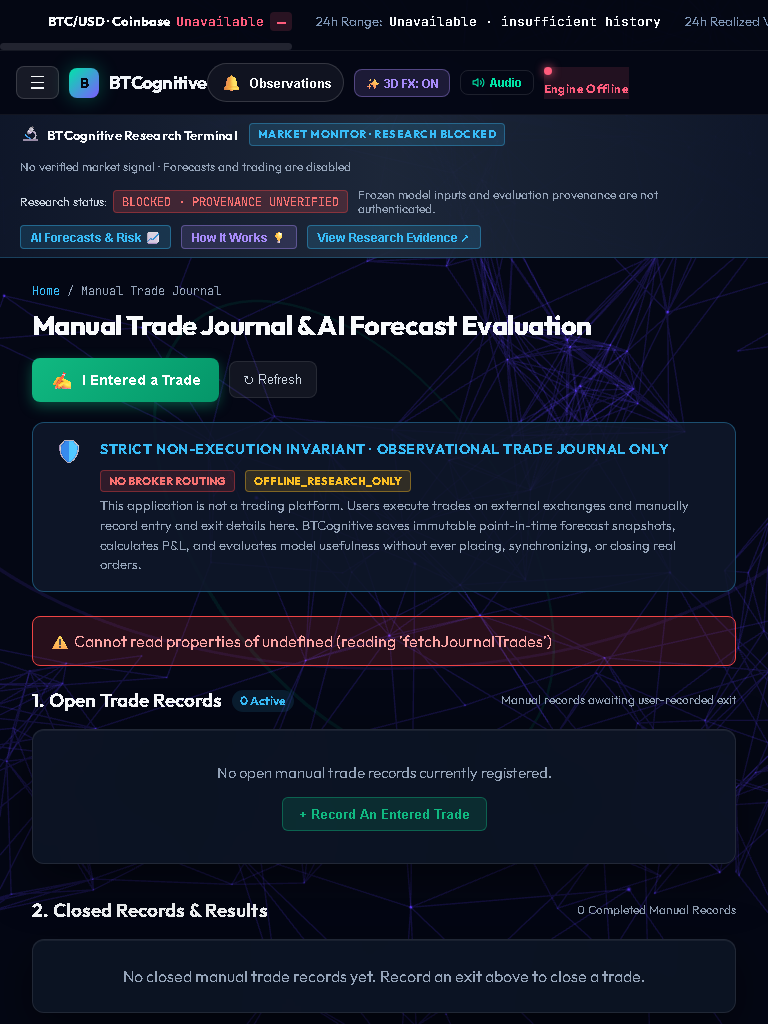 BTC/USD · Coinbase Unavailable — 24h Range: Unavailable · insufficient history 24h Realized V
☰ B BTCognitive 🔔 Observations ✨ 3D FX: ON 🔊 Audio Engine Offline
🔬 BTCognitive Research Terminal MARKET MONITOR · RESEARCH BLOCKED
No verified market signal · Forecasts and trading are disabled
Research status: BLOCKED · PROVENANCE UNVERIFIED Frozen model inputs and evaluation provenance are not
authenticated.
AI Forecasts & Risk 📈 How It Works 💡 View Research Evidence ↗
Home / Manual Trade Journal
Manual Trade Journal & AI Forecast Evaluation
✍️ I Entered a Trade ↻ Refresh
🛡️ STRICT NON-EXECUTION INVARIANT · OBSERVATIONAL TRADE JOURNAL ONLY
NO BROKER ROUTING OFFLINE_RESEARCH_ONLY
This application is not a trading platform. Users execute trades on external exchanges and manually
record entry and exit details here. BTCognitive saves immutable point-in-time forecast snapshots,
calculates P&L, and evaluates model usefulness without ever placing, synchronizing, or closing real
orders.
⚠️ Cannot read properties of undefined (reading 'fetchJournalTrades')
1. Open Trade Records 0 Active Manual records awaiting user-recorded exit
No open manual trade records currently registered.
+ Record An Entered Trade
2. Closed Records & Results 0 Completed Manual Records
No closed manual trade records yet. Record an exit above to close a trade.